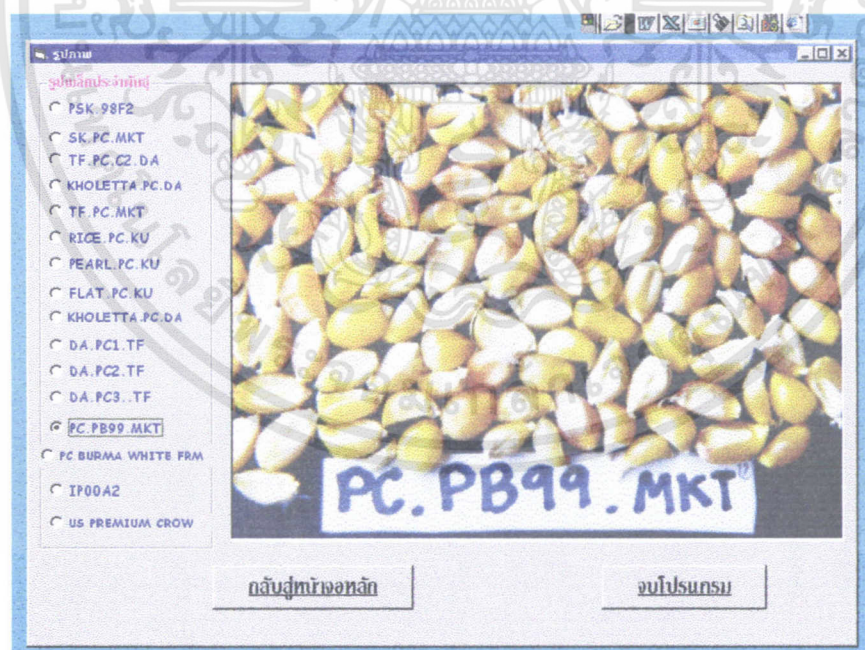 รูปภาพ
รูปเมล็ดประจำพันธุ์
PSK 98F2
SK.PC.MKT
TF.PC.C2.DA
KHOLETTA.PC.DA
TF.PC.MKT
RICE.PC.KU
PEARL.PC.KU
FLAT.PC.KU
KHOLETTA.PC.DA
DA.PC1.TF
DA.PC2.TF
DA.PC3..TF
PC.PB99.MKT
PC BURMA WHITE FRM
IP00A2
US PREMIUM CROW
PC.PB99.MKT
กลับสู่หน้าจอหลัก
จบโปรแกรม